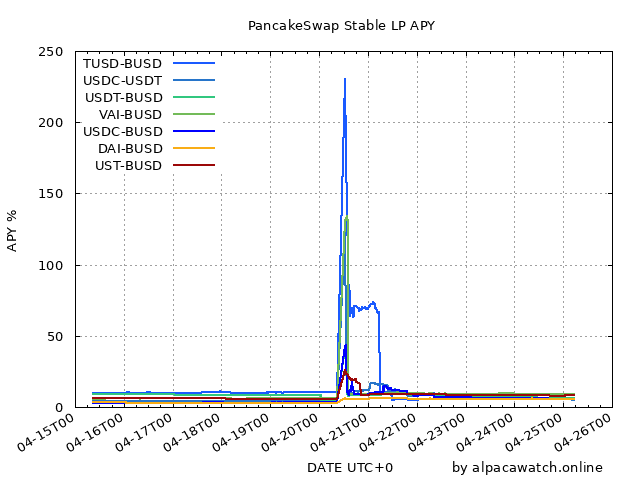 PancakeSwap Stable LP APY
250
200
150
100
50
0
APY %
TUSD-BUSD
USDC-USDT
USDT-BUSD
VAI-BUSD
USDC-BUSD
DAI-BUSD
UST-BUSD
04-15T00
04-16T00
04-17T00
04-18T00
04-19T00
04-20T00
04-21T00
04-22T00
04-23T00
04-24T00
04-25T00
04-26T00
DATE UTC+0
by alpacawatch.online